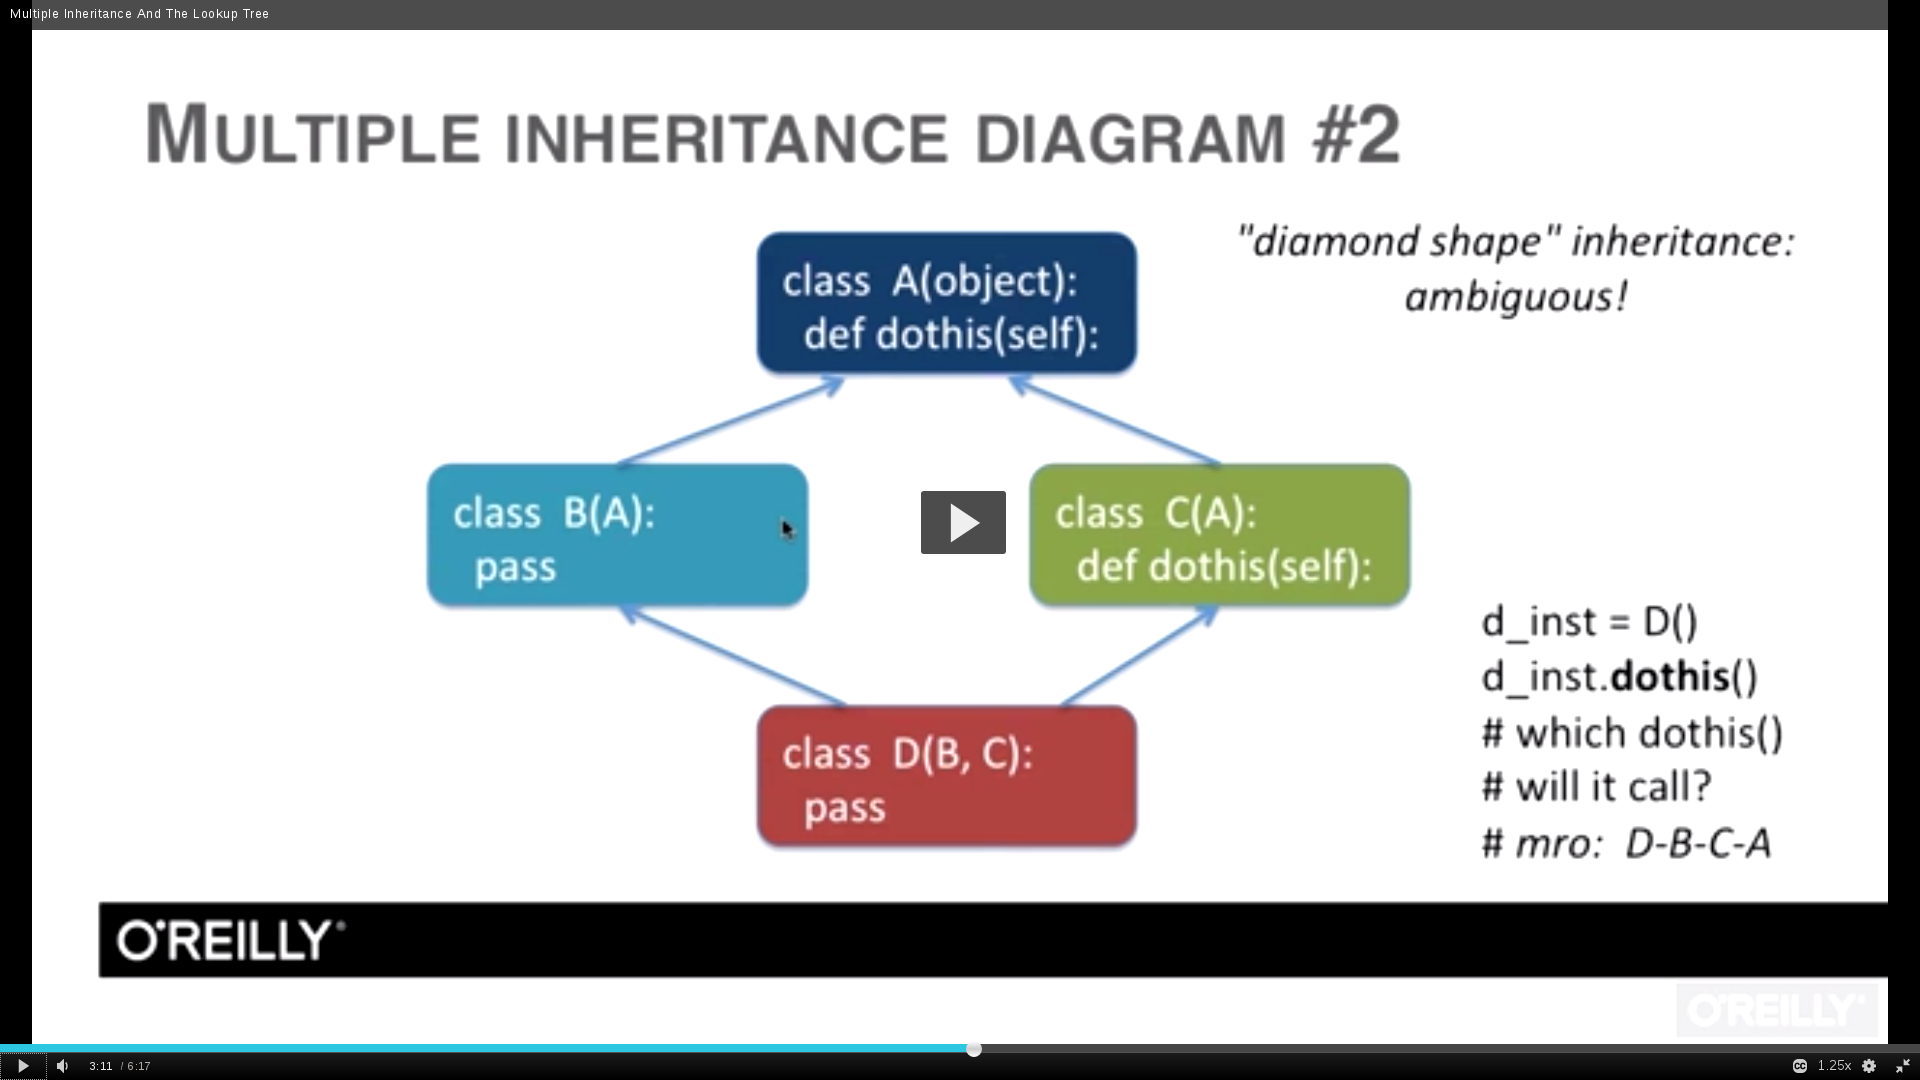 Multiple Inheritance And The Lookup Tree
MULTIPLE INHERITANCE DIAGRAM #2
"diamond shape" inheritance:
ambiguous!
class A(object):
def dothis(self):
class B(A):
pass
class C(A):
def dothis(self):
class D(B, C):
pass
d_inst = D()
d_inst.dothis()
# which dothis()
# will it call?
# mro: D-B-C-A
O'REILLY®
O'REILLY®
3:11 / 6:17
CC
1.25x